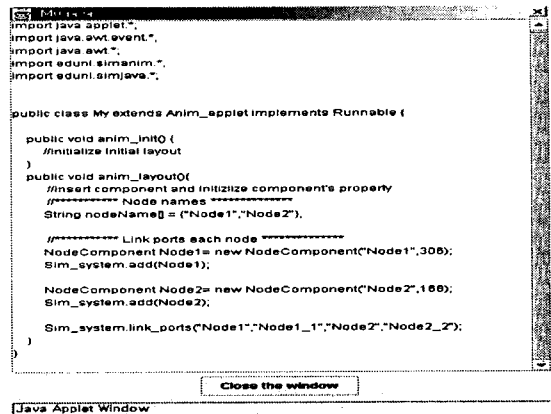 import java.applet.*;
import java.awt.event.*;
import java.awt.*;
import eduni.simanim.*;
import eduni.simjava.*;
public class My extends Anim_applet implements Runnable {
public void anim_init() {
//initialize initial layout
}
public void anim_layout(){
//insert component and initizlize component's property
//************ Node names ***************
String nodeName[] = {"Node1","Node2"};
//************ Link ports each node ***************
NodeComponent Node1= new NodeComponent("Node1",306);
Sim_system.add(Node1);
NodeComponent Node2= new NodeComponent("Node2",166);
Sim_system.add(Node2);
Sim_system.link_ports("Node1","Node1_1","Node2","Node2_2");
}
}
Close the window
Java Applet Window